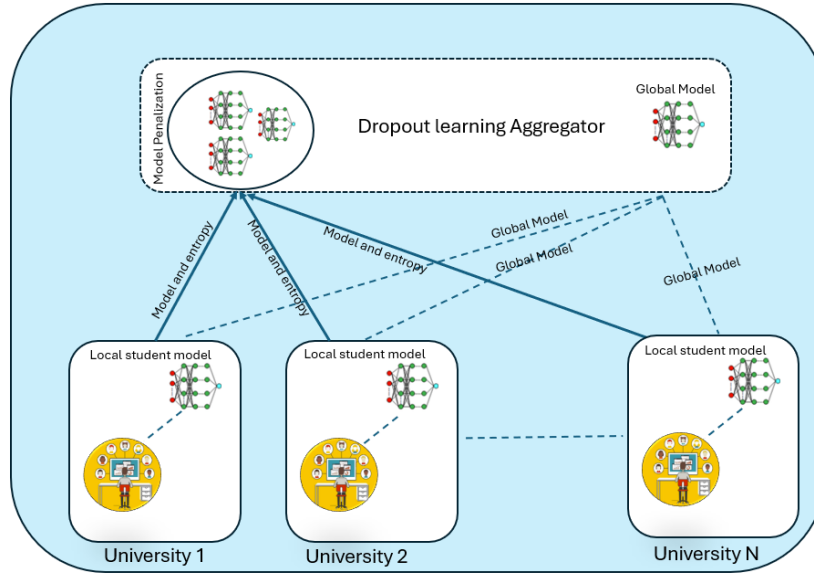 Model Penalization
Global Model
Dropout learning Aggregator
Model and entropy
Model and entropy
Model and entropy
Global Model
Global Model
Global Model
Local student model
Local student model
Local student model
University 1
University 2
University N